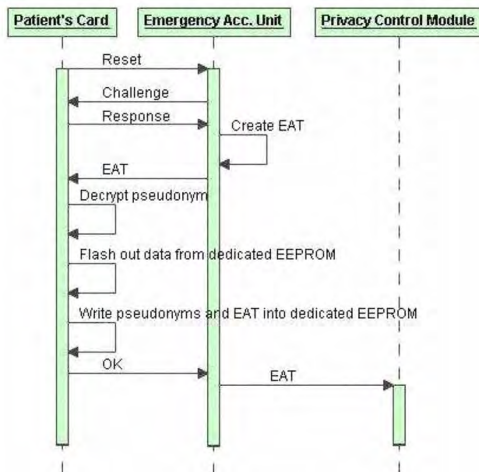 Patient's Card Emergency Acc. Unit Privacy Control Module
Reset
Challenge
Response
Create EAT
EAT
Decrypt pseudonym
Flash out data from dedicated EEPROM
Write pseudonyms and EAT into dedicated EEPROM
OK
EAT